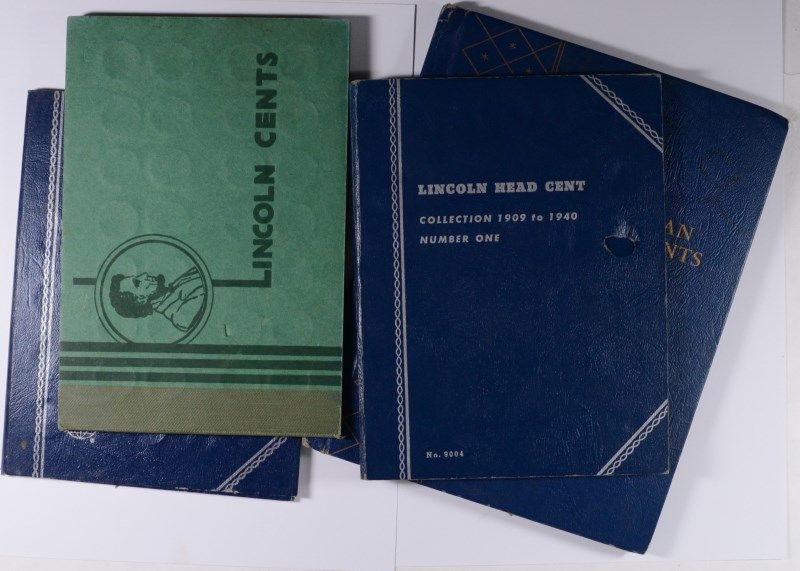 LINCOLN CENTS
LINCOLN HEAD CENT
COLLECTION 1909 to 1940
NUMBER ONE
No. 9004